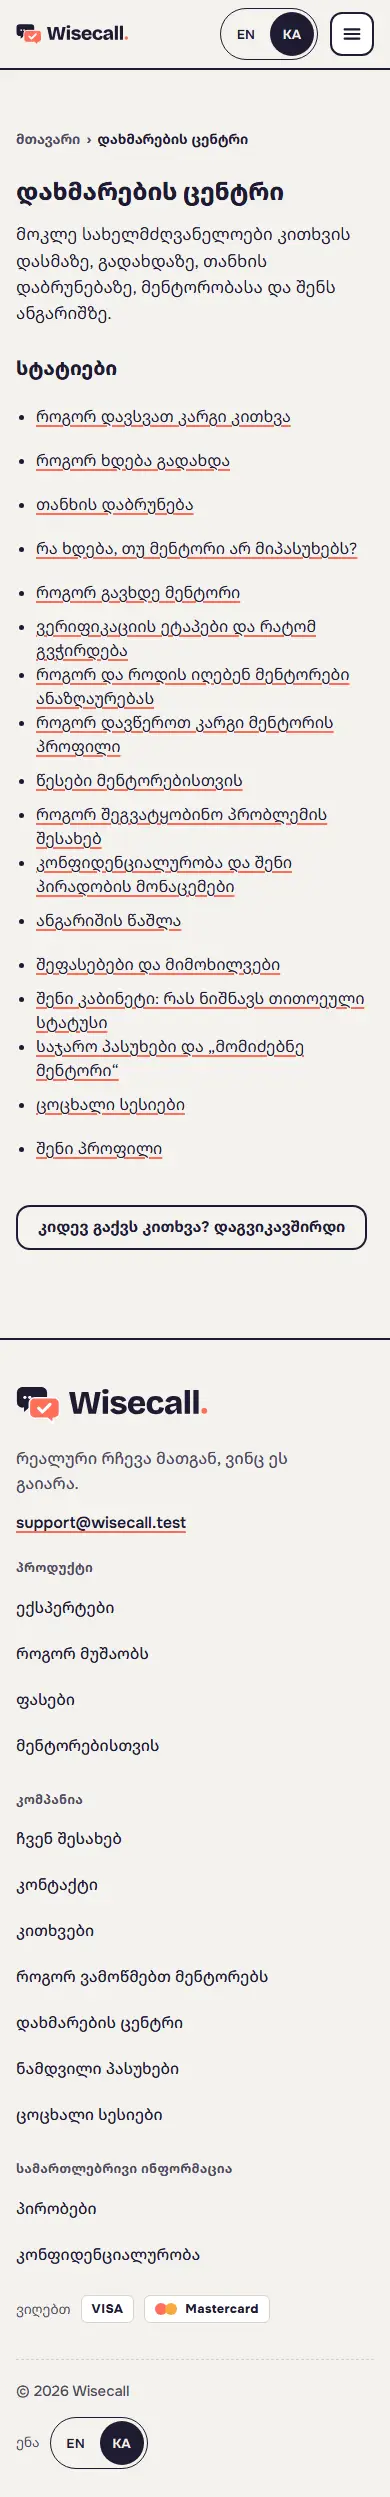 Wisecall.
EN KA
მთავარი › დახმარების ცენტრი
დახმარების ცენტრი
მოკლე სახელმძღვანელოები კითხვის
დასმაზე, გადახდაზე, თანხის
დაბრუნებაზე, მენტორობასა და შენს
ანგარიშზე.
სტატიები
როგორ დავსვათ კარგი კითხვა
როგორ ხდება გადახდა
თანხის დაბრუნება
რა ხდება, თუ მენტორი არ მიპასუხებს?
როგორ გავხდე მენტორი
ვერიფიკაციის ეტაპები და რატომ
გვჭირდება
როგორ და როდის იღებენ მენტორები
ანაზღაურებას
როგორ დავწეროთ კარგი მენტორის
პროფილი
წესები მენტორებისთვის
როგორ შეგვატყობინო პრობლემის
შესახებ
კონფიდენციალურობა და შენი
პირადობის მონაცემები
ანგარიშის წაშლა
შეფასებები და მიმოხილვები
შენი კაბინეტი: რას ნიშნავს თითოეული
სტატუსი
საჯარო პასუხები და „მომიძებნე
მენტორი“
ცოცხალი სესიები
შენი პროფილი
კიდევ გაქვს კითხვა? დაგვიკავშირდი
Wisecall.
რეალური რჩევა მათგან, ვინც ეს
გაიარა.
support@wisecall.test
პროდუქტი
ექსპერტები
როგორ მუშაობს
ფასები
მენტორებისთვის
კომპანია
ჩვენ შესახებ
კონტაქტი
კითხვები
როგორ ვამოწმებთ მენტორებს
დახმარების ცენტრი
ნამდვილი პასუხები
ცოცხალი სესიები
სამართლებრივი ინფორმაცია
პირობები
კონფიდენციალურობა
ვიღებთ VISA Mastercard
© 2026 Wisecall
ენა EN KA